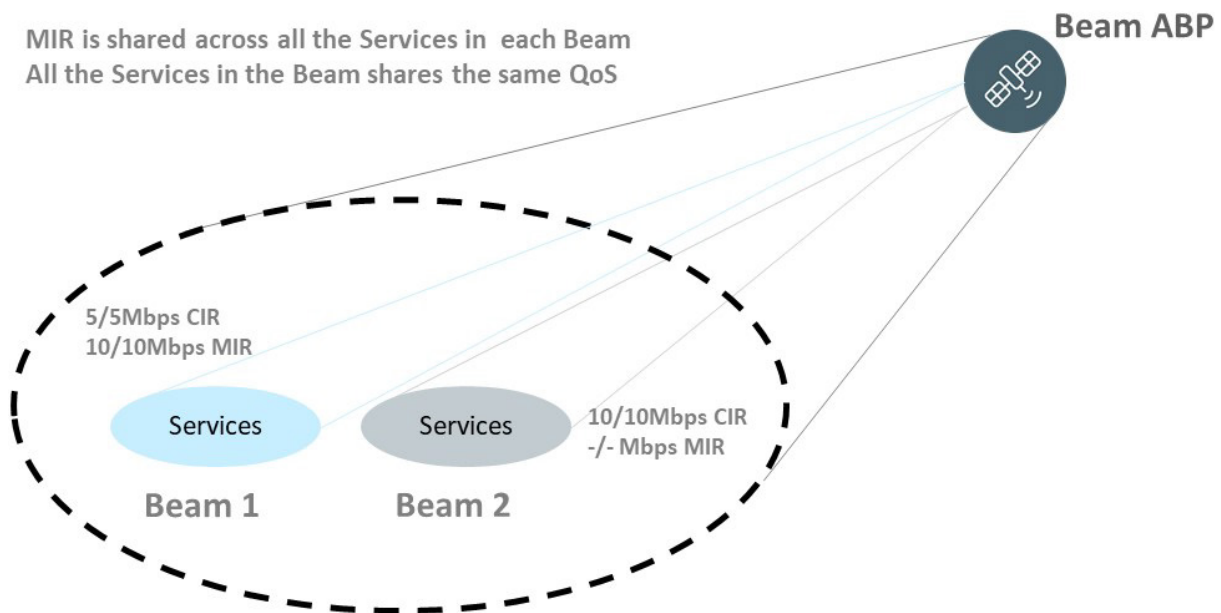 Beam ABP
MIR is shared across all the Services in each Beam
All the Services in the Beam shares the same QoS
5/5Mbps CIR
10/10Mbps MIR
Services
Services
10/10Mbps CIR
-/- Mbps MIR
Beam 1
Beam 2